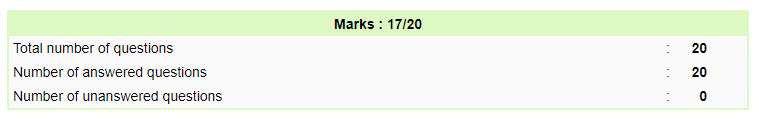 Marks : 17/20
Total number of questions : 20
Number of answered questions : 20
Number of unanswered questions : 0